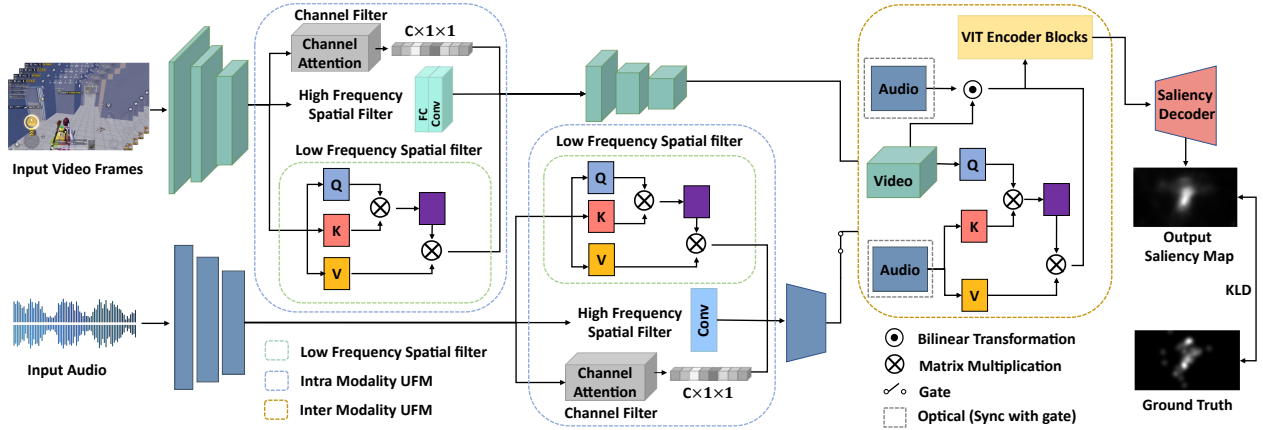 Channel Filter
Channel
Attention
C×1×1
High Frequency
Spatial Filter
FC
Conv
Low Frequency Spatial filter
Q
K
V
Input Video Frames
Input Audio
Low Frequency Spatial filter
Intra Modality UFM
Inter Modality UFM
Low Frequency Spatial filter
Q
K
V
High Frequency
Spatial Filter
Conv
Channel
Attention
Channel Filter
C×1×1
VIT Encoder Blocks
Audio
Video
Q
K
Audio
V
Bilinear Transformation
Matrix Multiplication
Gate
Optical (Sync with gate)
Saliency
Decoder
Output
Saliency Map
KLD
Ground Truth